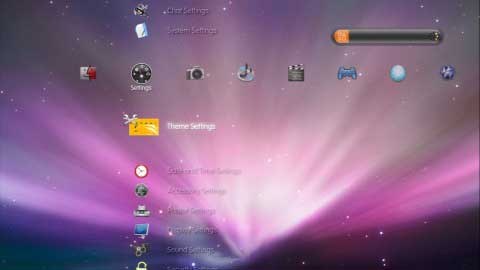 Chat Settings
System Settings
Settings
Theme Settings
Date and Time Settings
Accessory Settings
Printer Settings
Display Settings
Sound Settings